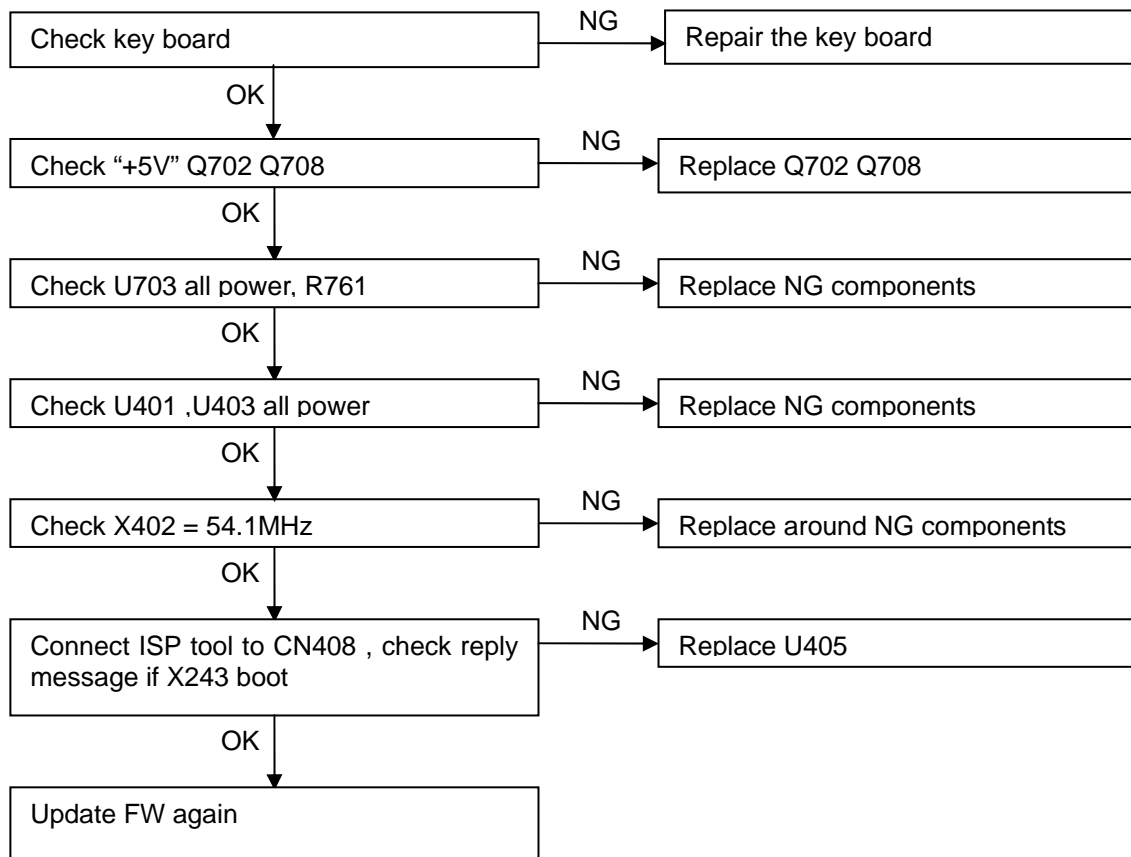 Check key board
NG
Repair the key board
OK
Check “+5V” Q702 Q708
NG
Replace Q702 Q708
OK
Check U703 all power, R761
NG
Replace NG components
OK
Check U401 ,U403 all power
NG
Replace NG components
OK
Check X402 = 54.1MHz
NG
Replace around NG components
OK
Connect ISP tool to CN408 , check reply
message if X243 boot
NG
Replace U405
OK
Update FW again